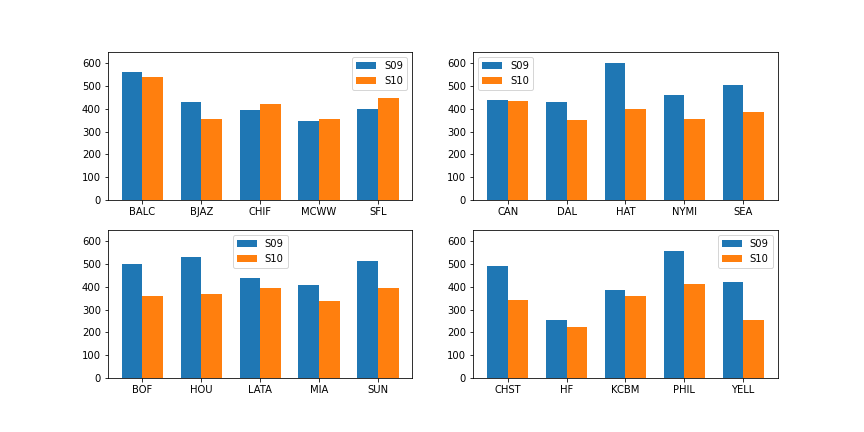 600
500
400
300
200
100
0
S09
S10
BALC BJAZ CHIF MCWW SFL
600
500
400
300
200
100
0
S09
S10
CAN DAL HAT NYMI SEA
600
500
400
300
200
100
0
S09
S10
BOF HOU LATA MIA SUN
600
500
400
300
200
100
0
S09
S10
CHST HF KCBM PHIL YELL